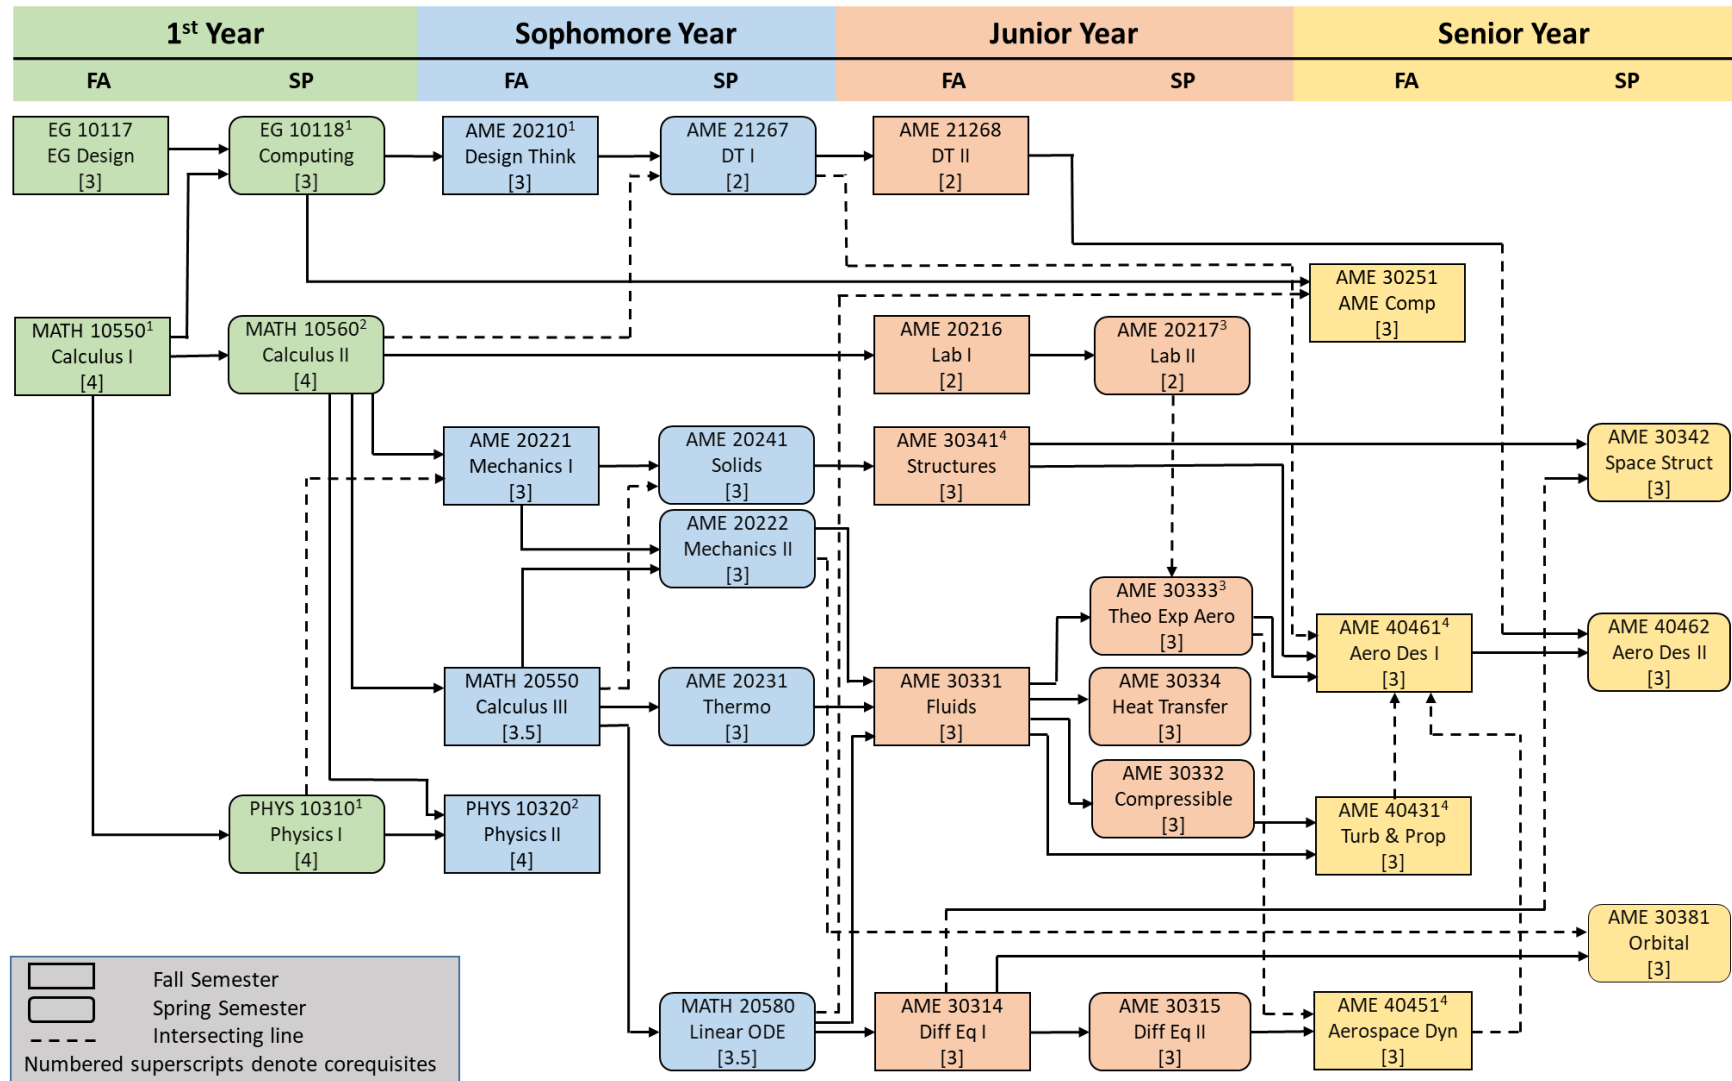 1st Year
Sophomore Year
Junior Year
Senior Year
FA
SP
FA
SP
FA
SP
FA
SP
EG 10117
EG Design
[3]
EG 10118¹
Computing
[3]
AME 20210¹
Design Think
[3]
AME 21267
DT I
[2]
AME 21268
DT II
[2]
AME 30251
AME Comp
[3]
MATH 10550¹
Calculus I
[4]
MATH 10560²
Calculus II
[4]
AME 20216
Lab I
[2]
AME 20217³
Lab II
[2]
AME 20221
Mechanics I
[3]
AME 20241
Solids
[3]
AME 30341⁴
Structures
[3]
AME 30342
Space Struct
[3]
AME 20222
Mechanics II
[3]
AME 30333³
Theo Exp Aero
[3]
AME 40461⁴
Aero Des I
[3]
AME 40462
Aero Des II
[3]
MATH 20550
Calculus III
[3.5]
AME 20231
Thermo
[3]
AME 30331
Fluids
[3]
AME 30334
Heat Transfer
[3]
AME 30332
Compressible
[3]
PHYS 10310¹
Physics I
[4]
PHYS 10320²
Physics II
[4]
AME 40431⁴
Turb & Prop
[3]
AME 30381
Orbital
[3]
MATH 20580
Linear ODE
[3.5]
AME 30314
Diff Eq I
[3]
AME 30315
Diff Eq II
[3]
AME 40451⁴
Aerospace Dyn
[3]
Fall Semester
Spring Semester
Intersecting line
Numbered superscripts denote corequisites